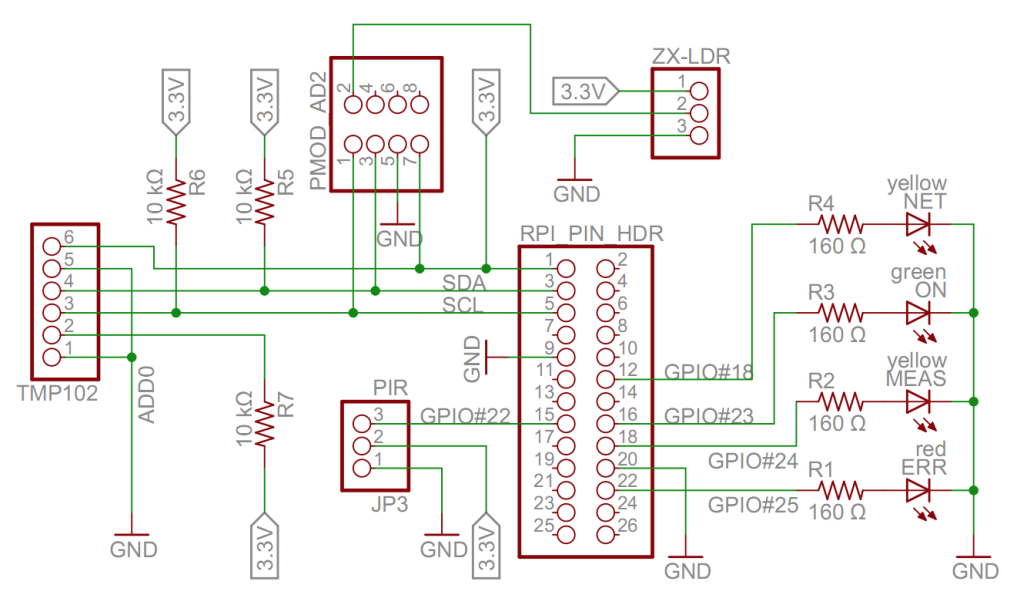 ZX-LDR
3.3V
1
2
3
GND
3.3V
3.3V
3.3V
PMOD AD2
2
4
6
8
1
3
5
7
GND
10 kΩ
R6
10 kΩ
R5
yellow
NET
R4
160 Ω
green
ON
R3
160 Ω
yellow
MEAS
R2
160 Ω
red
ERR
R1
160 Ω
GND
RPI_PIN_HDR
1
2
3
4
5
6
7
8
9
10
11
12
13
14
15
16
17
18
19
20
21
22
23
24
25
26
SDA
SCL
GND
GPIO#18
GPIO#23
GPIO#24
GPIO#25
GPIO#22
GND
6
5
4
3
2
1
TMP102
ADD0
GND
10 kΩ
R7
3.3V
PIR
3
2
1
JP3
GND
3.3V